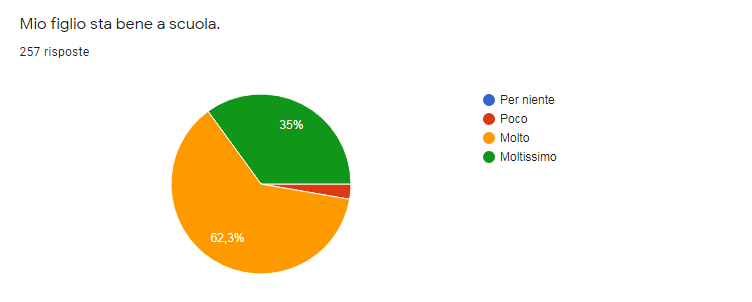 Mio figlio sta bene a scuola.
257 risposte
35%
62,3%
Per niente
Poco
Molto
Moltissimo